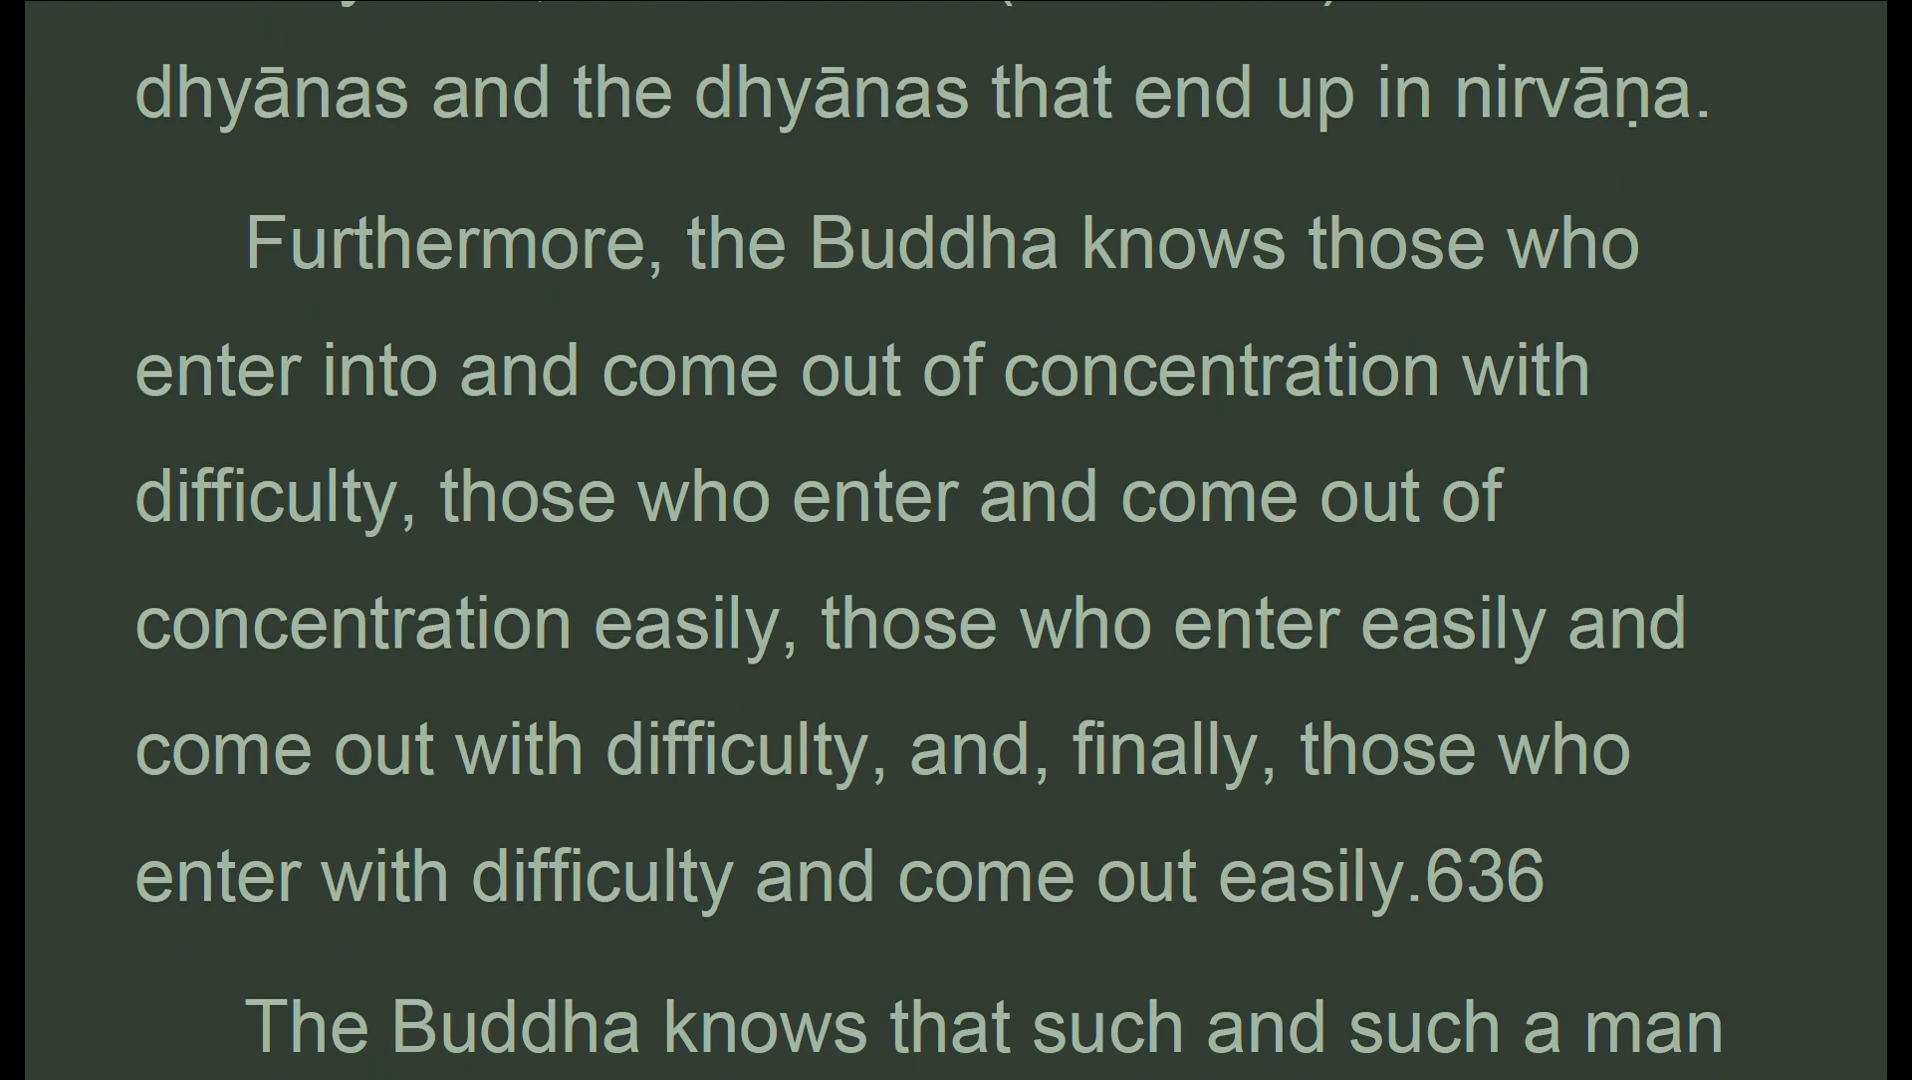 dhyānas and the dhyānas that end up in nirvāṇa.
Furthermore, the Buddha knows those who
enter into and come out of concentration with
difficulty, those who enter and come out of
concentration easily, those who enter easily and
come out with difficulty, and, finally, those who
enter with difficulty and come out easily.636
The Buddha knows that such and such a man